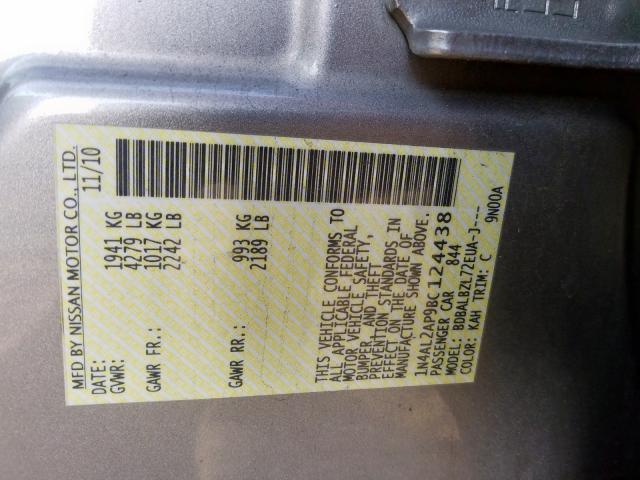 MFD BY NISSAN MOTOR CO., LTD.
DATE: 11/10
GVWR: 1941 KG
4279 LB
GAWR FR.: 1017 KG
2242 LB
GAWR RR.: 993 KG
2189 LB
THIS VEHICLE CONFORMS TO
ALL APPLICABLE FEDERAL
MOTOR VEHICLE SAFETY,
BUMPER, AND THEFT
PREVENTION STANDARDS IN
EFFECT ON THE DATE OF
MANUFACTURE SHOWN ABOVE.
1N4AL2AP9BC124438
PASSENGER CAR 844
MODEL: BDBALBZL72EUA-J---
COLOR: KAH TRIM: C 9N00A